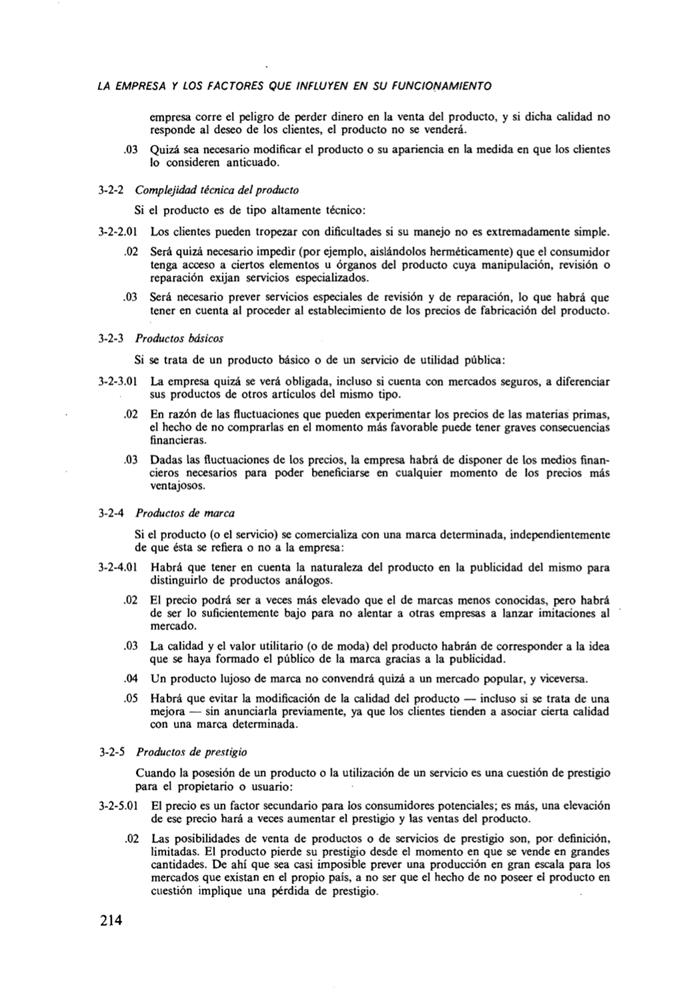 LA EMPRESA Y LOS FACTORES QUE INFLUYEN EN SU FUNCIONAMIENTO
empresa corre el peligro de perder dinero en la venta del producto, y si dicha calidad no
responde al deseo de los clientes, el producto no se venderá.
.03 Quizá sea necesario modificar el producto o su apariencia en la medida en que los clientes
lo consideren anticuado.
3-2-2 Complejidad técnica del producto
Si el producto es de tipo altamente técnico:
3-2-2.01 Los clientes pueden tropezar con dificultades si su manejo no es extremadamente simple.
.02 Será quizá necesario impedir (por ejemplo, aislándolos herméticamente) que el consumidor
tenga acceso a ciertos elementos u órganos del producto cuya manipulación, revisión o
reparación exijan servicios especializados.
.03 Será necesario prever servicios especiales de revisión y de reparación, lo que habrá que
tener en cuenta al proceder al establecimiento de los precios de fabricación del producto.
3-2-3 Productos básicos
Si se trata de un producto básico o de un servicio de utilidad pública:
3-2-3.01 La empresa quizá se verá obligada, incluso si cuenta con mercados seguros, a diferenciar
sus productos de otros artículos del mismo tipo.
.02 En razón de las fluctuaciones que pueden experimentar los precios de las materias primas,
el hecho de no comprarlas en el momento más favorable puede tener graves consecuencias
financieras.
.03 Dadas las fluctuaciones de los precios, la empresa habrá de disponer de los medios finan-
cieros necesarios para poder beneficiarse en cualquier momento de los precios más
ventajosos.
3-2-4 Productos de marca
Si el producto (o el servicio) se comercializa con una marca determinada, independientemente
de que ésta se refiera o no a la empresa:
3-2-4.01 Habrá que tener en cuenta la naturaleza del producto en la publicidad del mismo para
distinguirlo de productos análogos.
.02 El precio podrá ser a veces más elevado que el de marcas menos conocidas, pero habrá
de ser lo suficientemente bajo para no alentar a otras empresas a lanzar imitaciones al
mercado.
.03 La calidad y el valor utilitario (o de moda) del producto habrán de corresponder a la idea
que se haya formado el público de la marca gracias a la publicidad.
.04 Un producto lujoso de marca no convendrá quizá a un mercado popular, y viceversa.
.05 Habrá que evitar la modificación de la calidad del producto — incluso si se trata de una
mejora — sin anunciarla previamente, ya que los clientes tienden a asociar cierta calidad
con una marca determinada.
3-2-5 Productos de prestigio
Cuando la posesión de un producto o la utilización de un servicio es una cuestión de prestigio
para el propietario o usuario:
3-2-5.01 El precio es un factor secundario para los consumidores potenciales; es más, una elevación
de ese precio hará a veces aumentar el prestigio y las ventas del producto.
.02 Las posibilidades de venta de productos o de servicios de prestigio son, por definición,
limitadas. El producto pierde su prestigio desde el momento en que se vende en grandes
cantidades. De ahí que sea casi imposible prever una producción en gran escala para los
mercados que existan en el propio país, a no ser que el hecho de no poseer el producto en
cuestión implique una pérdida de prestigio.
214